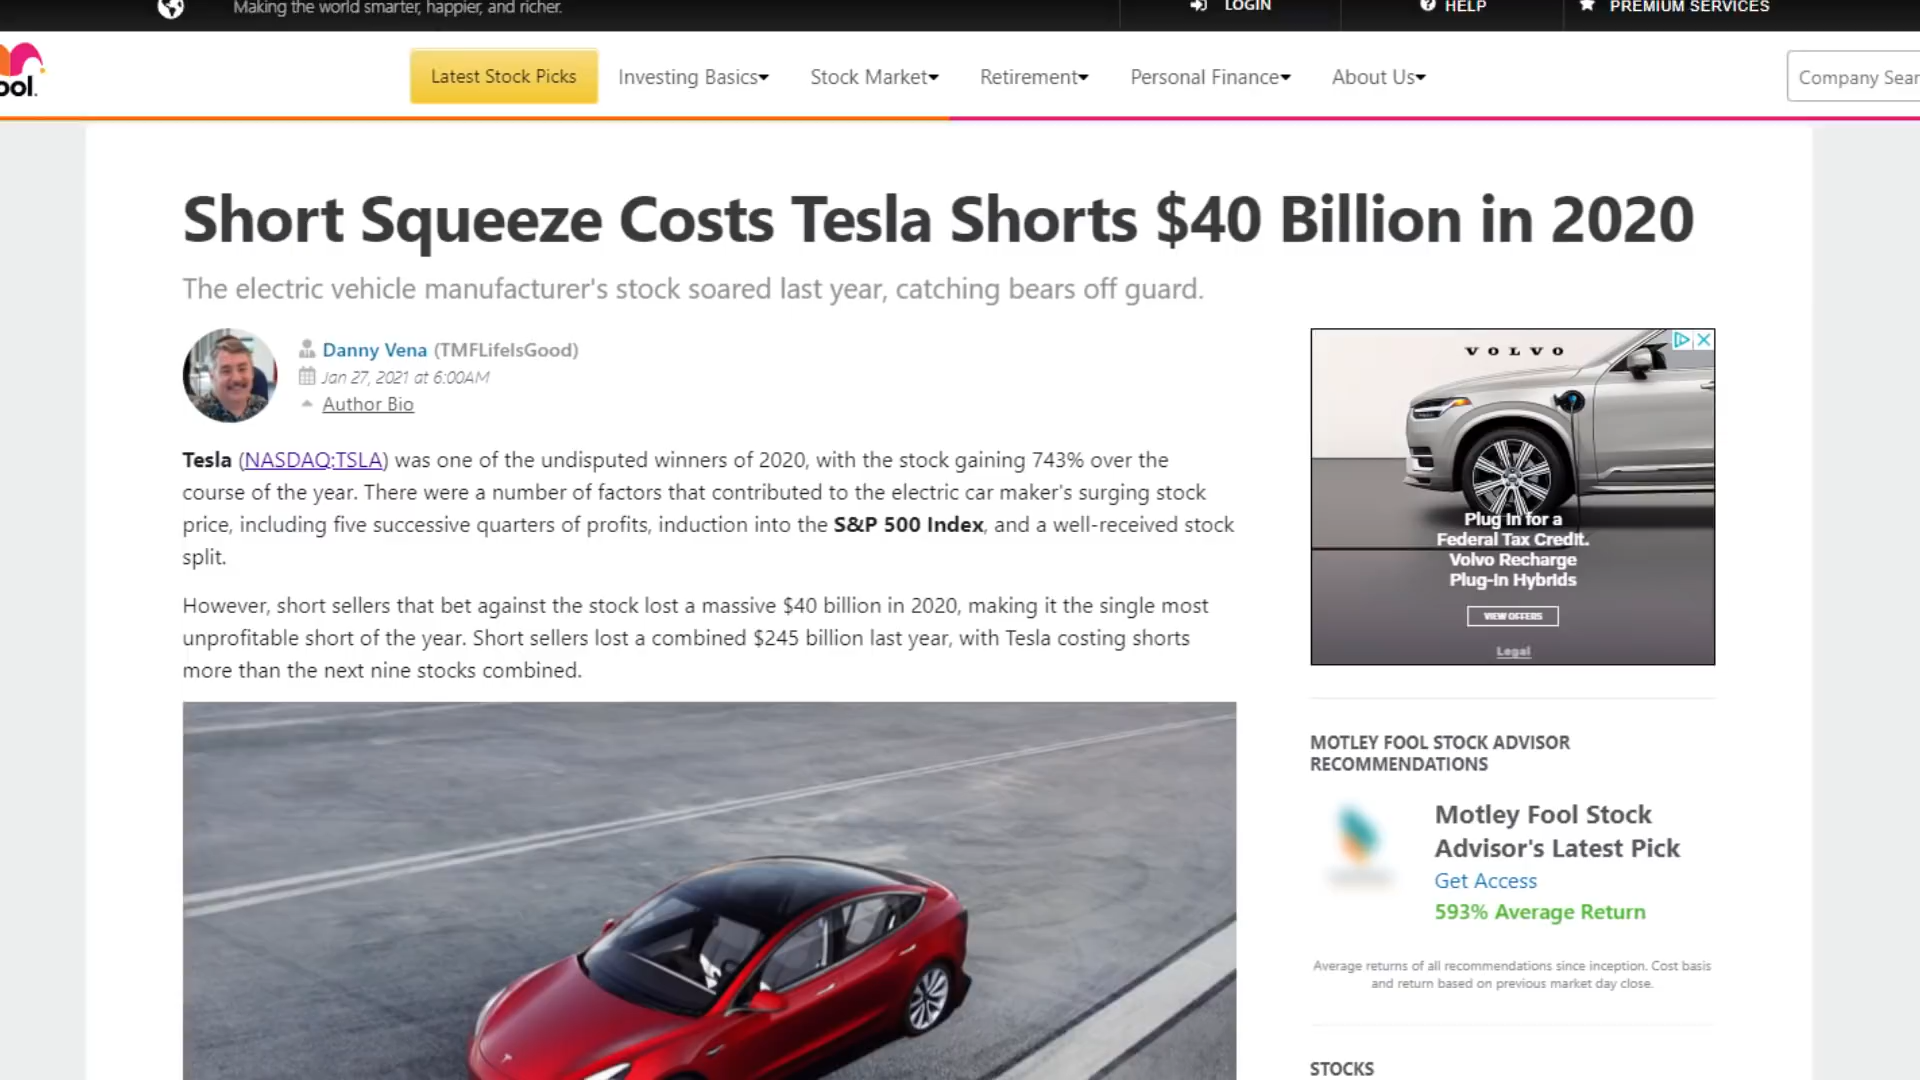 Making the world smarter, happier, and richer.
LOGIN
HELP
PREMIUM SERVICES
ool.
Latest Stock Picks
Investing Basics
Stock Market
Retirement
Personal Finance
About Us
Company Sear
Short Squeeze Costs Tesla Shorts $40 Billion in 2020
The electric vehicle manufacturer's stock soared last year, catching bears off guard.
Danny Vena (TMFLifeIsGood)
Jan 27, 2021 at 6:00AM
Author Bio
Tesla (NASDAQ:TSLA) was one of the undisputed winners of 2020, with the stock gaining 743% over the
course of the year. There were a number of factors that contributed to the electric car maker's surging stock
price, including five successive quarters of profits, induction into the S&P 500 Index, and a well-received stock
split.
However, short sellers that bet against the stock lost a massive $40 billion in 2020, making it the single most
unprofitable short of the year. Short sellers lost a combined $245 billion last year, with Tesla costing shorts
more than the next nine stocks combined.
VOLVO
Plug In for a
Federal Tax Credit.
Volvo Recharge
Plug-In Hybrids
VIEW OFFERS
Legal
MOTLEY FOOL STOCK ADVISOR
RECOMMENDATIONS
Motley Fool Stock
Advisor's Latest Pick
Get Access
593% Average Return
Average returns of all recommendations since inception. Cost basis
and return based on previous market day close.
STOCKS